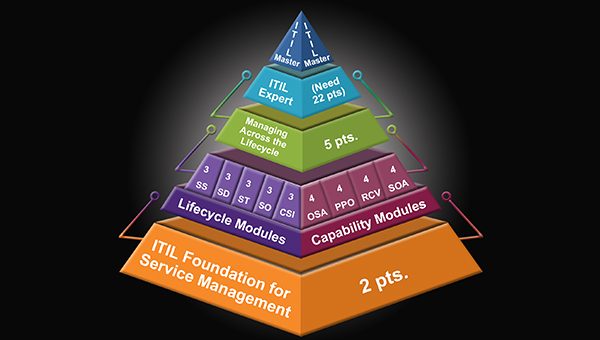 ITIL
Master
ITIL
Master
ITIL
Expert
(Need
22 pts)
Managing
Across the
Lifecycle
5 pts.
3 3 3 3 3
SS SD ST SO CSI
4 4 4 4
OSA PPO RCV SOA
Lifecycle Modules
Capability Modules
ITIL Foundation for
Service Management
2 pts.